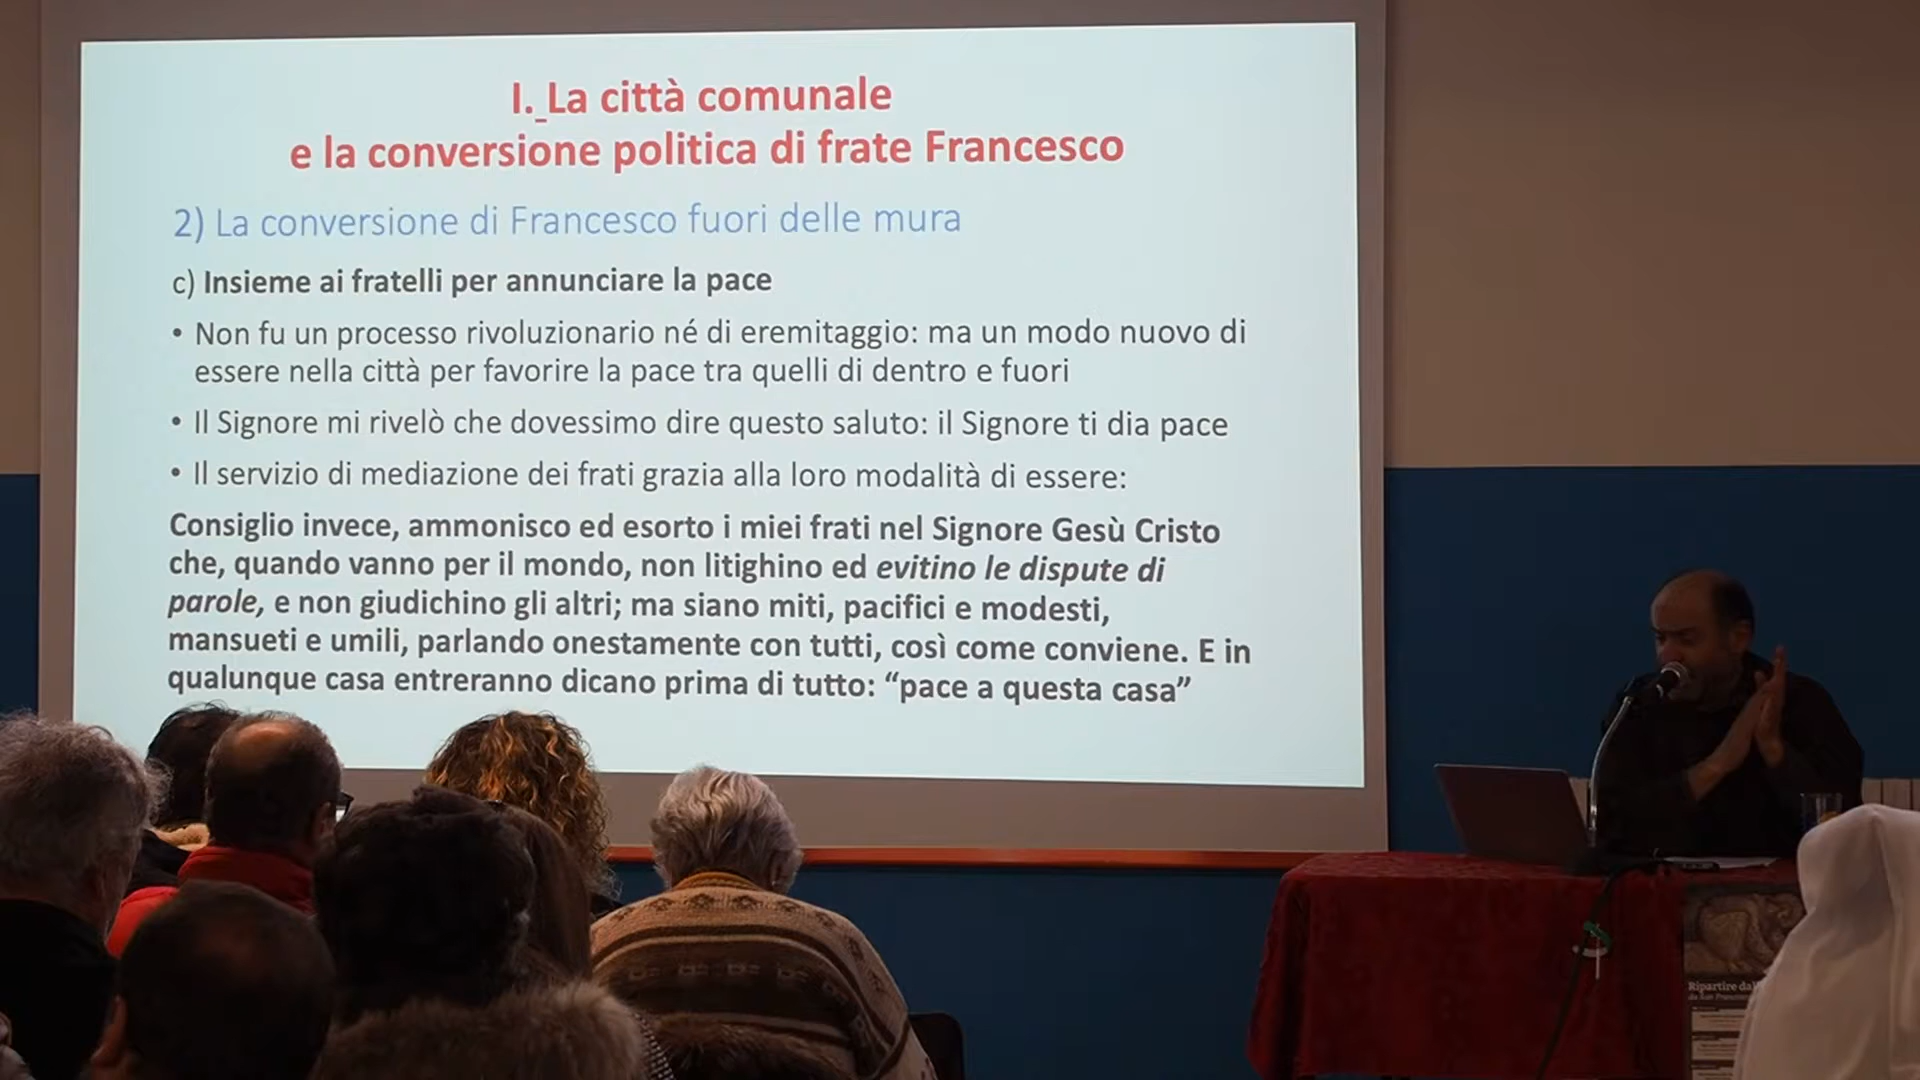 I. La città comunale
e la conversione politica di frate Francesco
2) La conversione di Francesco fuori delle mura
c) Insieme ai fratelli per annunciare la pace
• Non fu un processo rivoluzionario né di eremitaggio: ma un modo nuovo di
essere nella città per favorire la pace tra quelli di dentro e fuori
• Il Signore mi rivelò che dovessimo dire questo saluto: il Signore ti dia pace
• Il servizio di mediazione dei frati grazia alla loro modalità di essere:
Consiglio invece, ammonisco ed esorto i miei frati nel Signore Gesù Cristo
che, quando vanno per il mondo, non litighino ed evitino le dispute di
parole, e non giudichino gli altri; ma siano miti, pacifici e modesti,
mansueti e umili, parlando onestamente con tutti, così come conviene. E in
qualunque casa entreranno dicano prima di tutto: “pace a questa casa”
Ripartire
da San